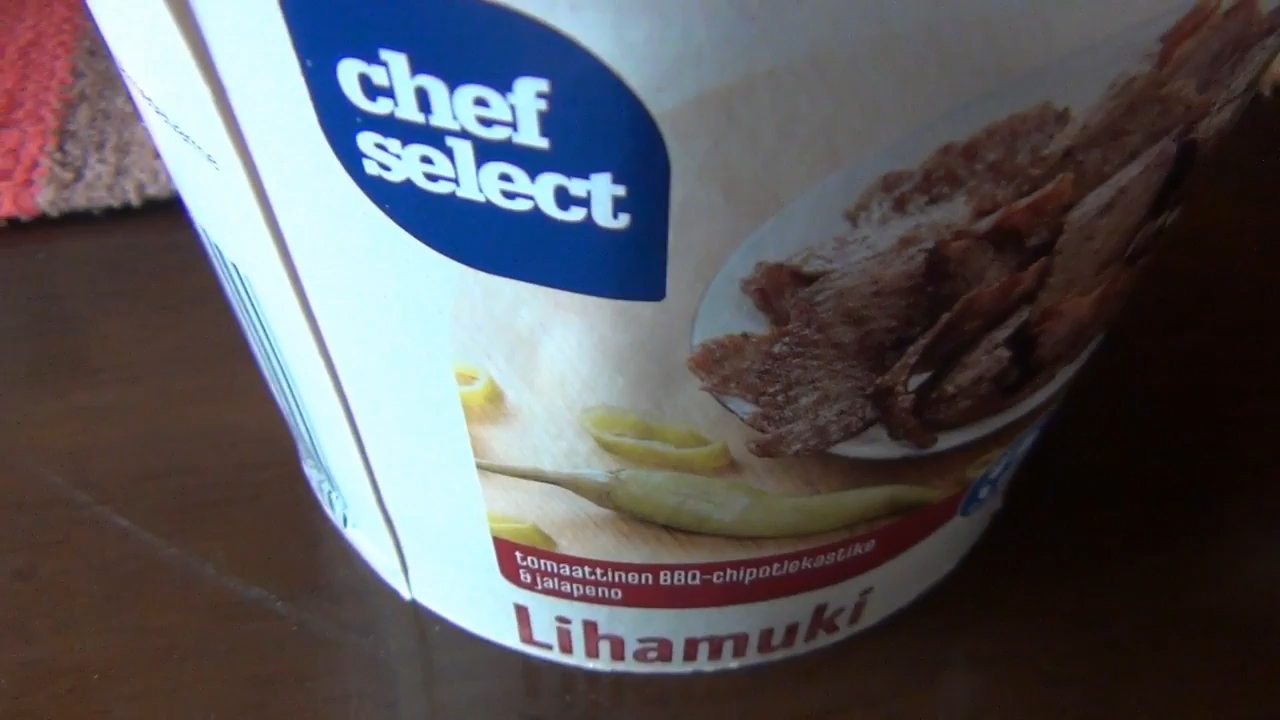 chef
select
tomaattinen BBQ-chipotlekastike
& jalapeno
Lihamuki